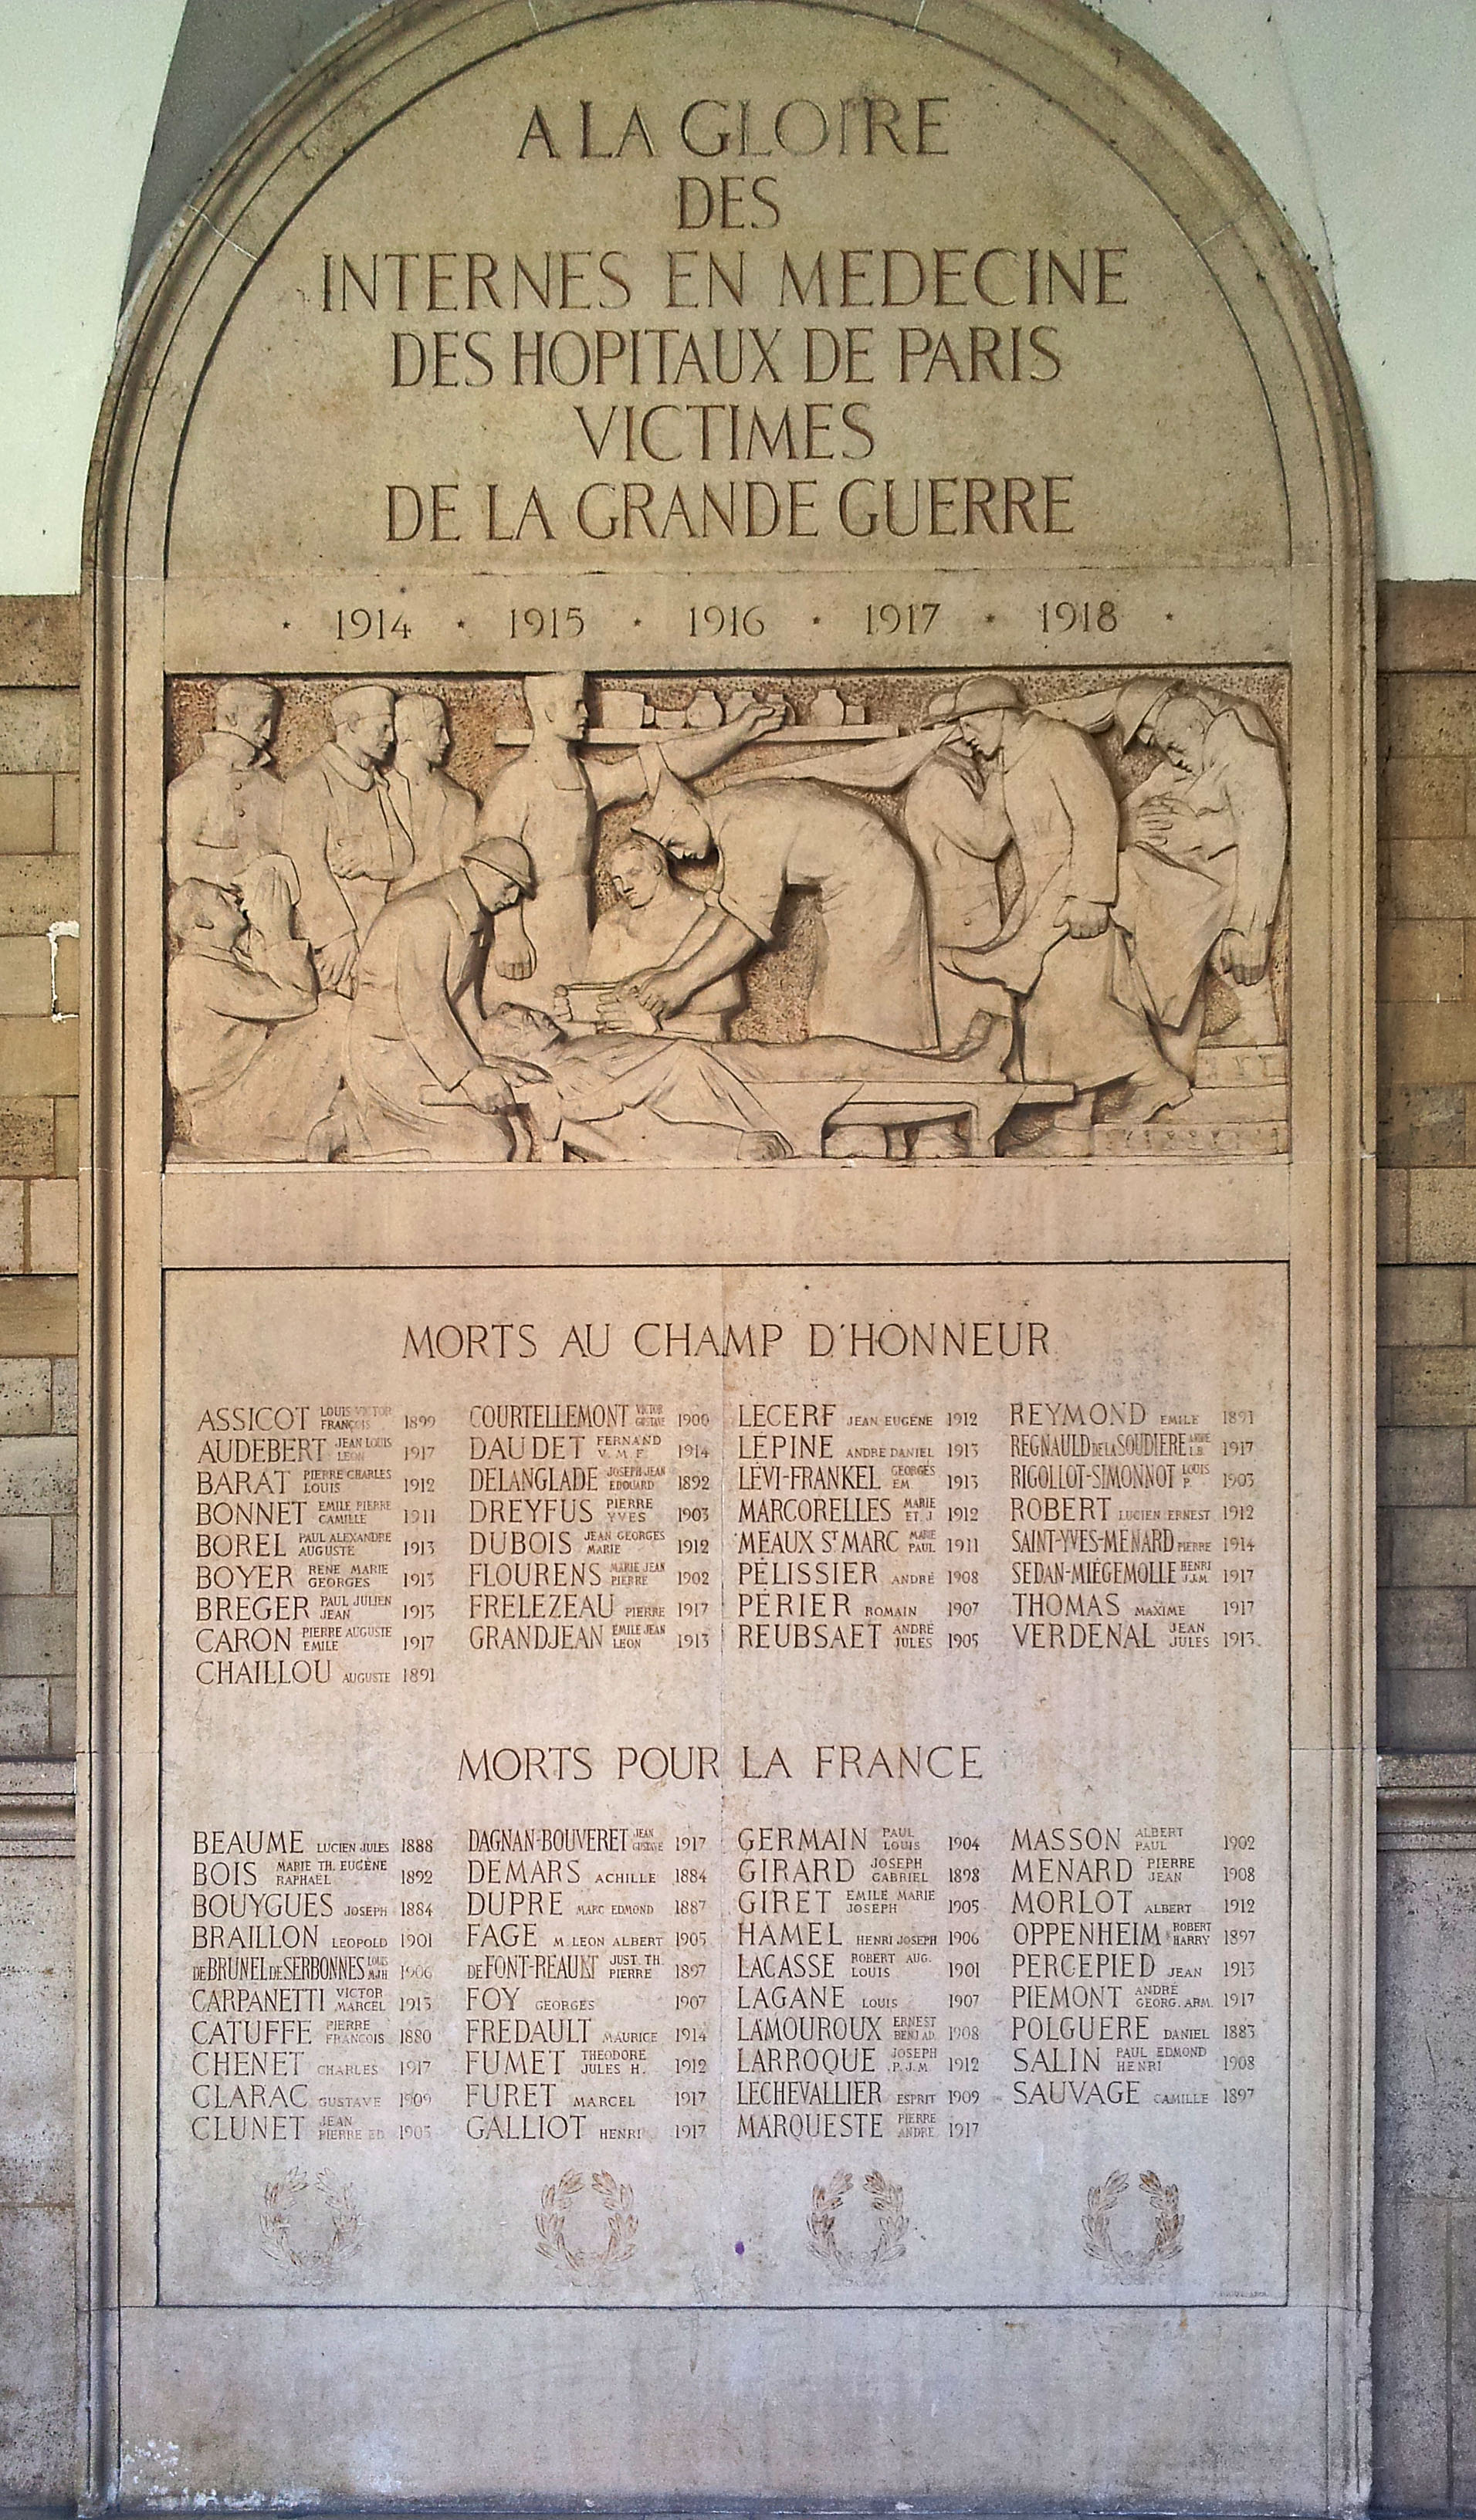 A LA GLOIRE
DES
INTERNES EN MEDECINE
DES HOPITAUX DE PARIS
VICTIMES
DE LA GRANDE GUERRE
* 1914 * 1915 * 1916 * 1917 * 1918 *
MORTS AU CHAMP D'HONNEUR
ASSICOT LOUIS VICTOR FRANÇOIS 1899
AUDEBERT JEAN LOUIS LEON 1917
BARAT PIERRE CHARLES LOUIS 1912
BONNET EMILE PIERRE CAMILLE 1911
BOREL PAUL ALEXANDRE AUGUSTE 1913
BOYER RENE MARIE GEORGES 1913
BREGER PAUL JULIEN JEAN 1913
CARON PIERRE AUGUSTE EMILE 1917
CHAILLOU AUGUSTE 1891
COURTELLEMONT VICTOR GUSTAVE 1900
DAUDET FERNAND V. M. F. 1914
DELANGLADE JOSEPH JEAN EDOUARD 1892
DREYFUS PIERRE YVES 1903
DUBOIS JEAN GEORGES MARIE 1912
FLOURENS MARIE JEAN PIERRE 1902
FRELEZEAU PIERRE 1917
GRANDJEAN EMILE JEAN LEON 1913
LECERF JEAN EUGENE 1912
LÉPINE ANDRE DANIEL 1913
LÉVI-FRANKEL GEORGES EM 1913
MARCORELLES MARIE ET. J 1912
MEAUX ST MARC MARIE PAUL 1911
PÉLISSIER ANDRÉ 1908
PÉRIER ROMAIN 1907
REUBSAET ANDRÉ JULES 1905
REYMOND EMILE 1891
REGNAULD DE LA SOUDIERE 1917
RIGOLLOT-SIMONNOT LOUIS P. 1903
ROBERT LUCIEN ERNEST 1912
SAINT-YVES-MENARD PIERRE 1914
SEDAN-MIÉGEMOLLE HENRI J.J.M. 1917
THOMAS MAXIME 1917
VERDENAL JEAN JULES 1913
MORTS POUR LA FRANCE
BEAUME LUCIEN JULES 1888
BOIS MARIE TH. EUGÈNE RAPHAËL 1892
BOUYGUES JOSEPH 1884
BRAILLON LEOPOLD 1901
DE BRUNEL DE SERBONNES LOUIS 1906
CARPANETTI VICTOR MARCEL 1913
CATUFFE PIERRE FRANCOIS 1880
CHENET CHARLES 1917
CLARAC GUSTAVE 1909
CLUNET JEAN PIERRE ED. 1905
DAGNAN-BOUVERET JEAN GUSTAVE 1917
DEMARS ACHILLE 1884
DUPRE MARC EDMOND 1887
FAGE M. LEON ALBERT 1905
DE FONT-REAULT JUST. TH. PIERRE 1897
FOY GEORGES 1907
FREDAULT MAURICE 1914
FUMET THEODORE JULES H. 1912
FURET MARCEL 1917
GALLIOT HENRI 1917
GERMAIN PAUL LOUIS 1904
GIRARD JOSEPH GABRIEL 1898
GIRET EMILE MARIE JOSEPH 1905
HAMEL HENRI JOSEPH 1906
LACASSE ROBERT AUG. LOUIS 1901
LAGANE LOUIS 1907
LAMOUROUX ERNEST BENJ AD. 1908
LARROQUE JOSEPH P.J.M. 1912
LECHEVALLIER ESPRIT 1909
MARQUESTE PIERRE ANDRE 1917
MASSON ALBERT PAUL 1902
MENARD PIERRE JEAN 1908
MORLOT ALBERT 1912
OPPENHEIM ROBERT HARRY 1897
PERCEPIED JEAN 1913
PIEMONT ANDRÉ GEORG. ARM. 1917
POLGUERE DANIEL 1883
SALIN PAUL EDMOND HENRI 1908
SAUVAGE CAMILLE 1897